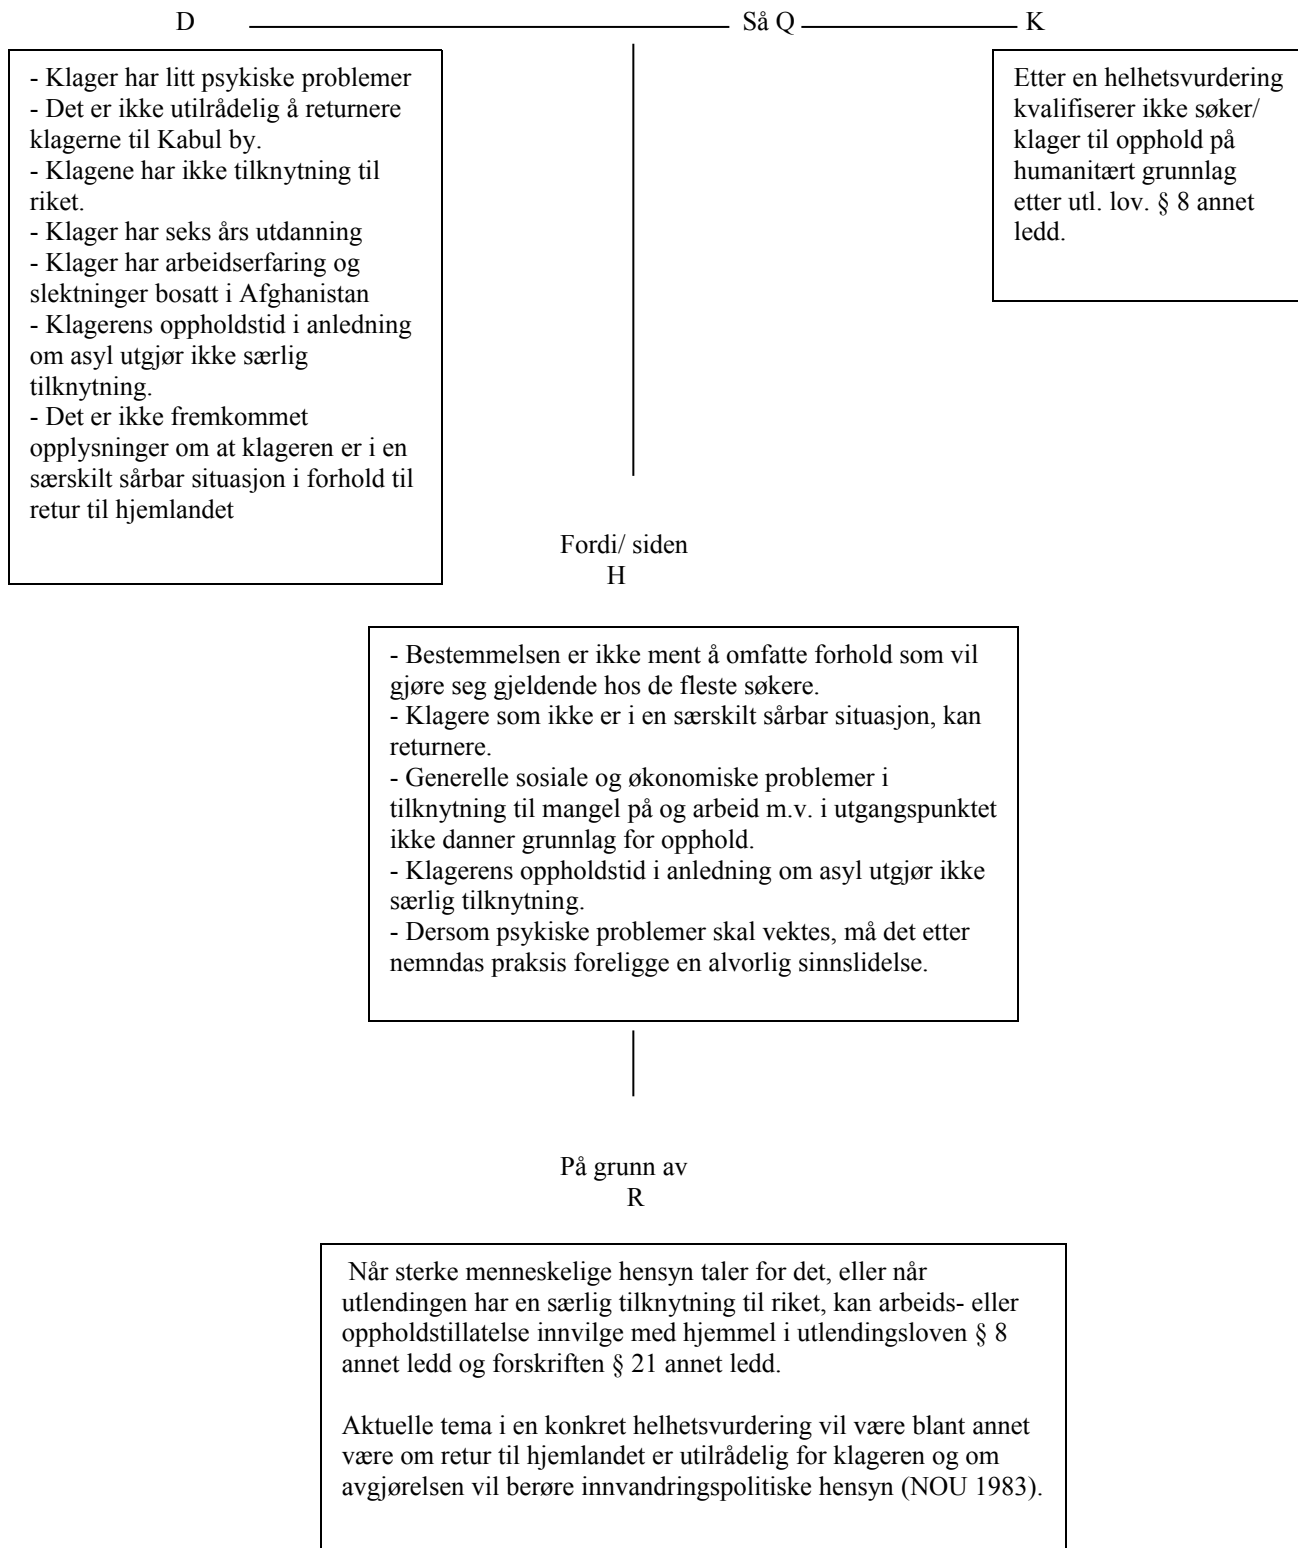 D Så Q K
- Klager har litt psykiske problemer
- Det er ikke utilrådelig å returnere
klagerne til Kabul by.
- Klagene har ikke tilknytning til
riket.
- Klager har seks års utdanning
- Klager har arbeidserfaring og
slektninger bosatt i Afghanistan
- Klagerens oppholdstid i anledning
om asyl utgjør ikke særlig
tilknytning.
- Det er ikke fremkommet
opplysninger om at klageren er i en
særskilt sårbar situasjon i forhold til
retur til hjemlandet
Etter en helhetsvurdering
kvalifiserer ikke søker/
klager til opphold på
humanitært grunnlag
etter utl. lov. § 8 annet
ledd.
Fordi/ siden
H
- Bestemmelsen er ikke ment å omfatte forhold som vil
gjøre seg gjeldende hos de fleste søkere.
- Klagere som ikke er i en særskilt sårbar situasjon, kan
returnere.
- Generelle sosiale og økonomiske problemer i
tilknytning til mangel på og arbeid m.v. i utgangspunktet
ikke danner grunnlag for opphold.
- Klagerens oppholdstid i anledning om asyl utgjør ikke
særlig tilknytning.
- Dersom psykiske problemer skal vektes, må det etter
nemndas praksis foreligge en alvorlig sinnslidelse.
På grunn av
R
Når sterke menneskelige hensyn taler for det, eller når
utlendingen har en særlig tilknytning til riket, kan arbeids- eller
oppholdstillatelse innvilge med hjemmel i utlendingsloven § 8
annet ledd og forskriften § 21 annet ledd.
Aktuelle tema i en konkret helhetsvurdering vil være blant annet
være om retur til hjemlandet er utilrådelig for klageren og om
avgjørelsen vil berøre innvandringspolitiske hensyn (NOU 1983).